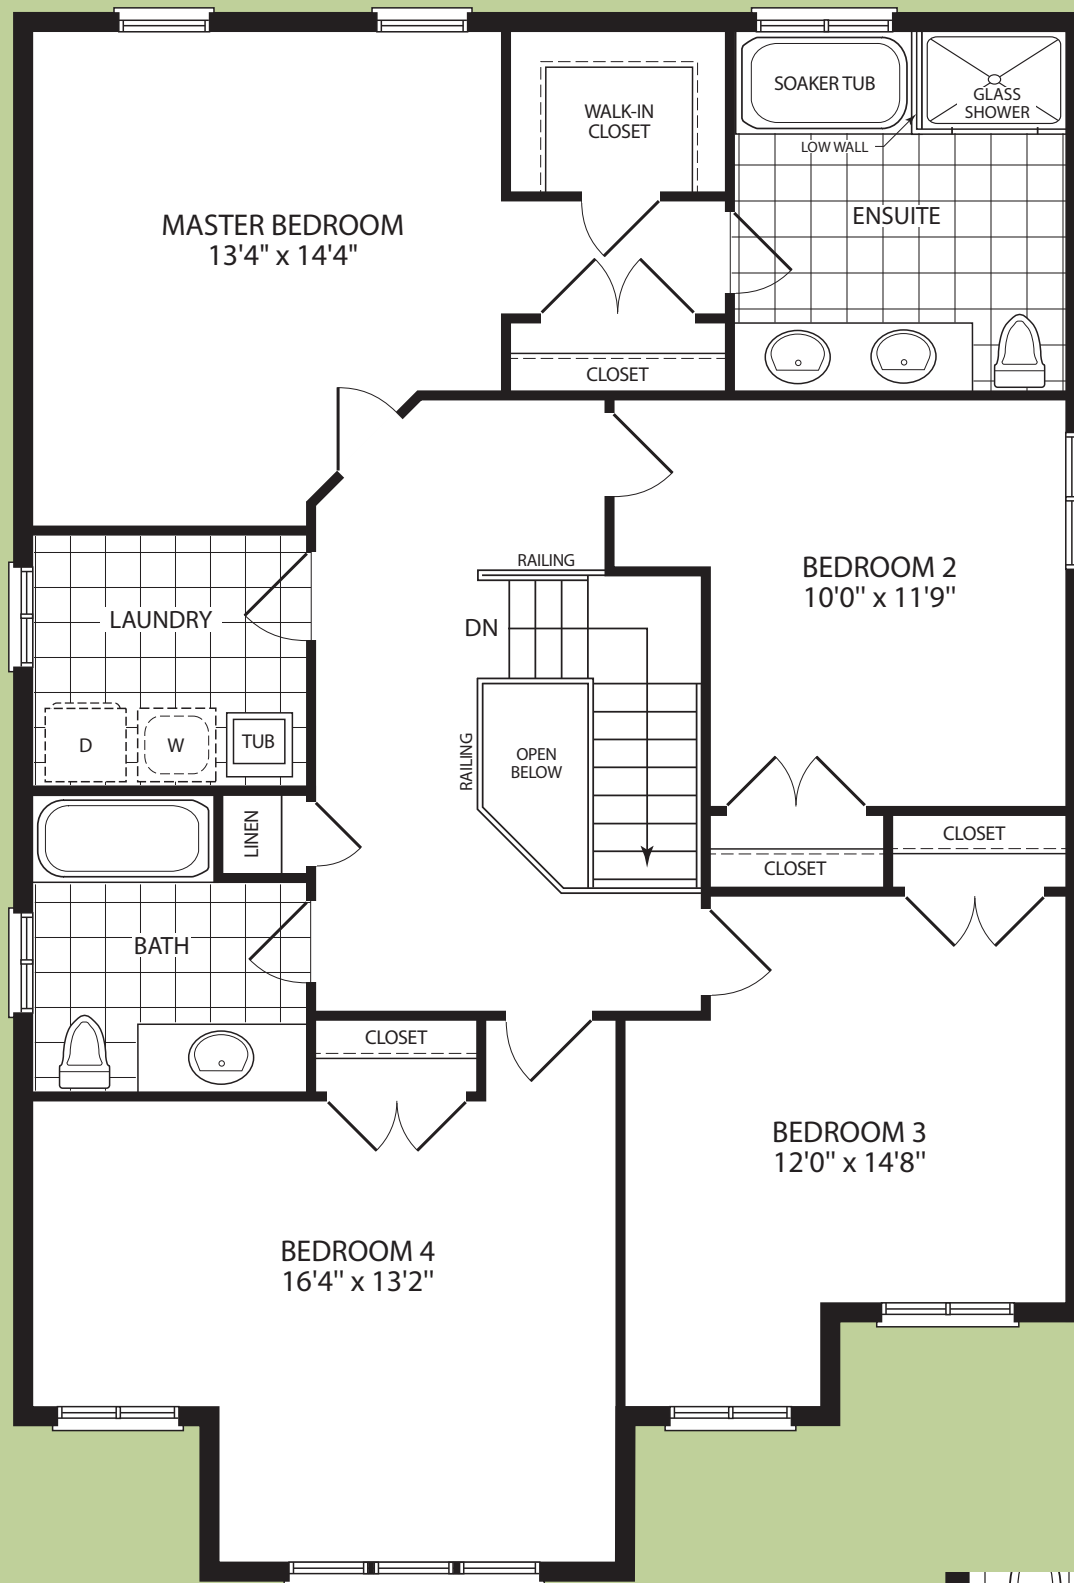 SOAKER TUB
GLASS
SHOWER
WALK-IN
CLOSET
LOW WALL
MASTER BEDROOM
13'4" x 14'4"
ENSUITE
CLOSET
RAILING
BEDROOM 2
10'0" x 11'9"
LAUNDRY
DN
D
W
TUB
RAILING
OPEN
BELOW
LINEN
CLOSET
CLOSET
BATH
CLOSET
BEDROOM 3
12'0" x 14'8"
BEDROOM 4
16'4" x 13'2"